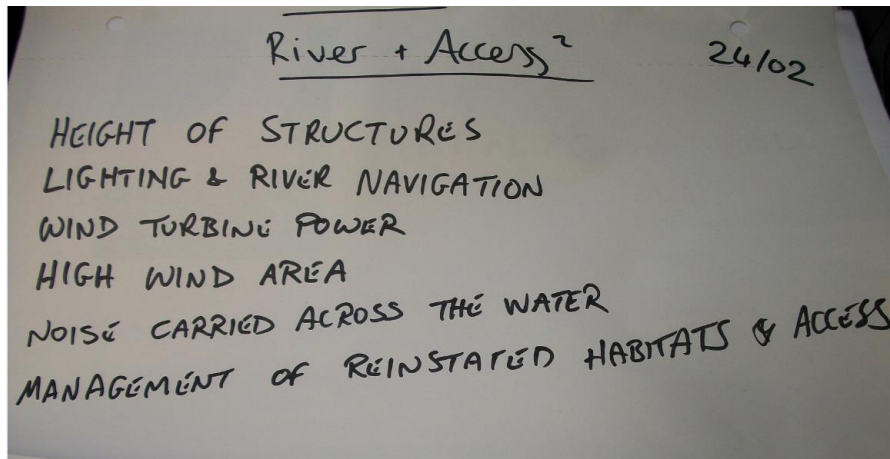 River + Access²
24/02
HEIGHT OF STRUCTURES
LIGHTING & RIVER NAVIGATION
WIND TURBINE POWER
HIGH WIND AREA
NOISE CARRIED ACROSS THE WATER
MANAGEMENT OF REINSTATED HABITATS & ACCESS